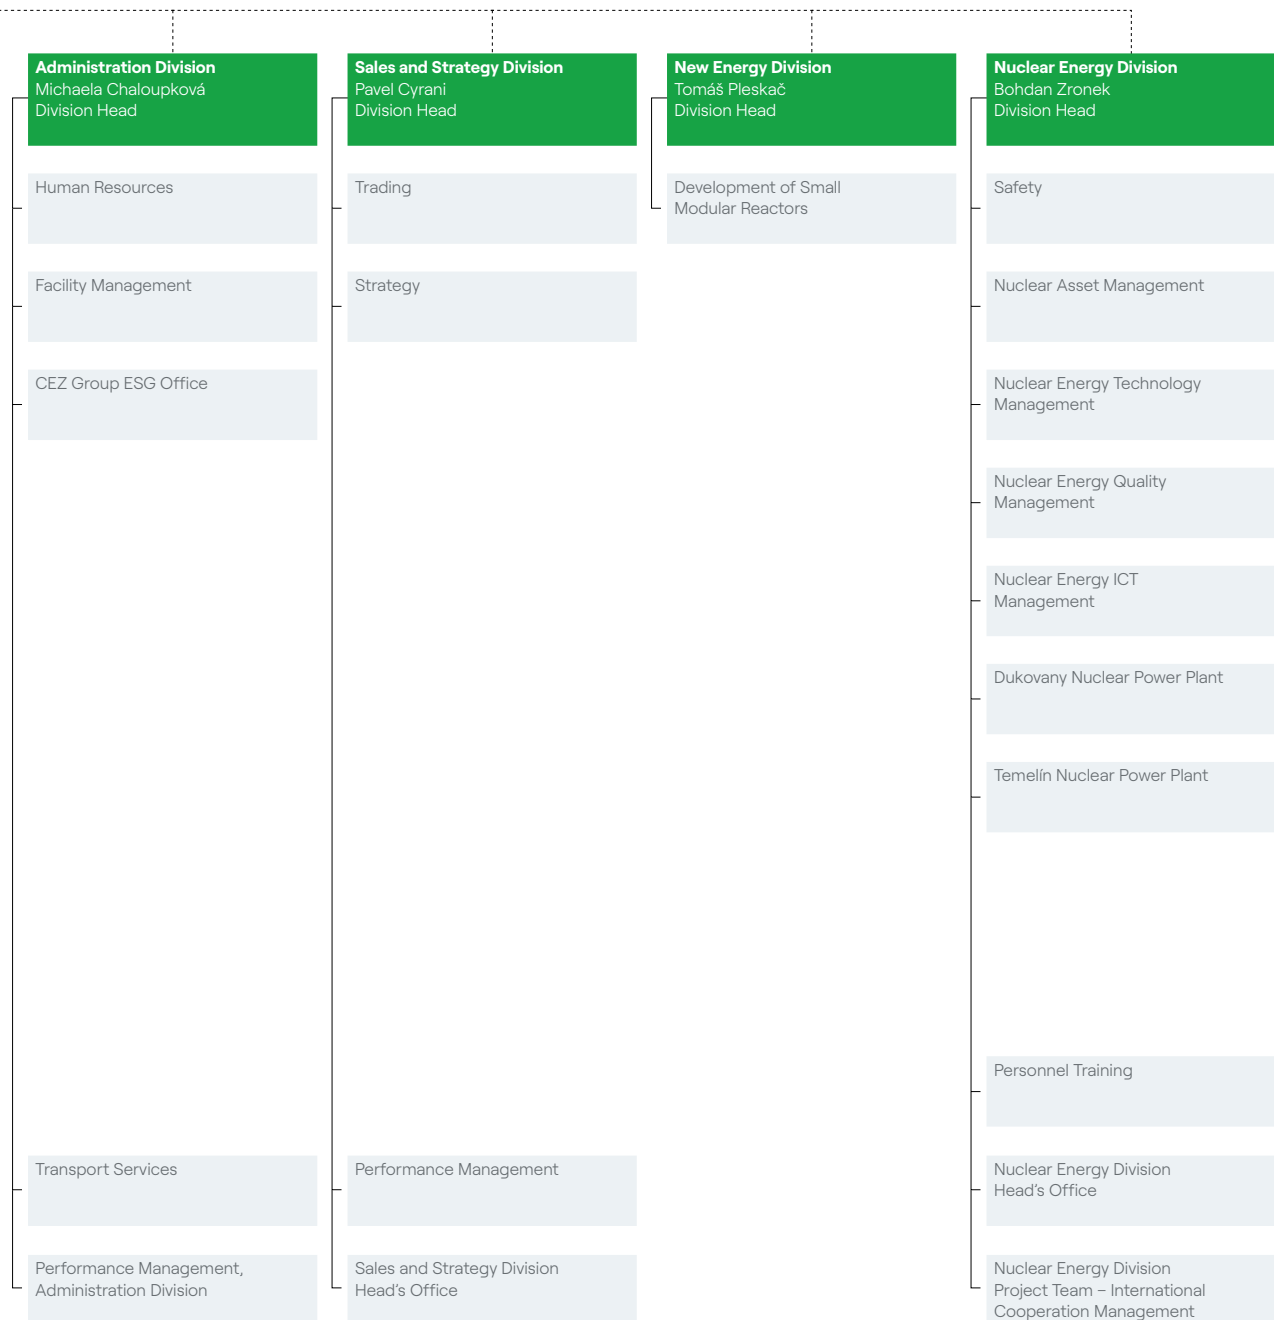 Administration Division
Michaela Chaloupková
Division Head
Human Resources
Facility Management
CEZ Group ESG Office
Transport Services
Performance Management,
Administration Division
Sales and Strategy Division
Pavel Cyrani
Division Head
Trading
Strategy
Performance Management
Sales and Strategy Division
Head's Office
New Energy Division
Tomáš Pleskač
Division Head
Development of Small
Modular Reactors
Nuclear Energy Division
Bohdan Zronek
Division Head
Safety
Nuclear Asset Management
Nuclear Energy Technology
Management
Nuclear Energy Quality
Management
Nuclear Energy ICT
Management
Dukovany Nuclear Power Plant
Temelín Nuclear Power Plant
Personnel Training
Nuclear Energy Division
Head's Office
Nuclear Energy Division
Project Team – International
Cooperation Management